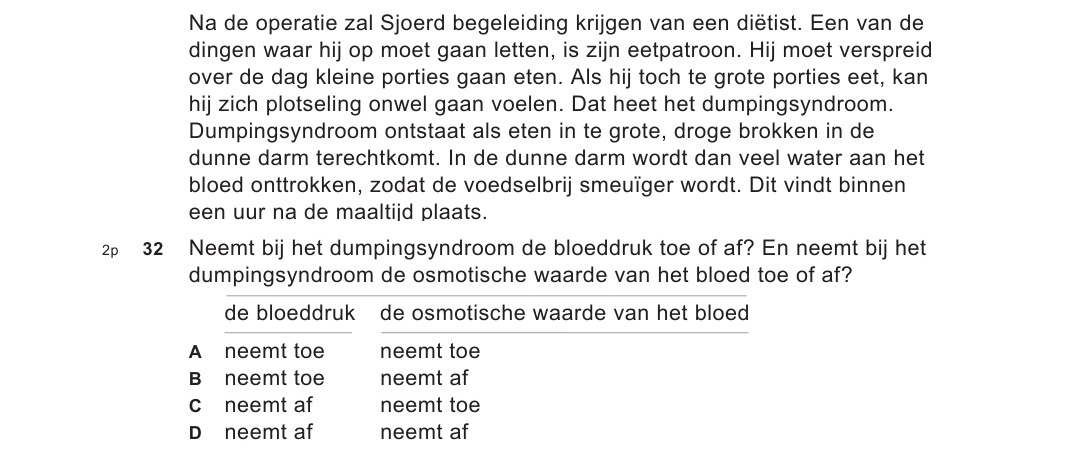 Na de operatie zal Sjoerd begeleiding krijgen van een diëtist. Een van de
dingen waar hij op moet gaan letten, is zijn eetpatroon. Hij moet verspreid
over de dag kleine porties gaan eten. Als hij toch te grote porties eet, kan
hij zich plotseling onwel gaan voelen. Dat heet het dumpingsyndroom.
Dumpingsyndroom ontstaat als eten in te grote, droge brokken in de
dunne darm terechtkomt. In de dunne darm wordt dan veel water aan het
bloed onttrokken, zodat de voedselbrij smeuïger wordt. Dit vindt binnen
een uur na de maaltijd plaats.
2p 32 Neemt bij het dumpingsyndroom de bloeddruk toe of af? En neemt bij het
dumpingsyndroom de osmotische waarde van het bloed toe of af?
de bloeddruk de osmotische waarde van het bloed
A neemt toe neemt toe
B neemt toe neemt af
C neemt af neemt toe
D neemt af neemt af